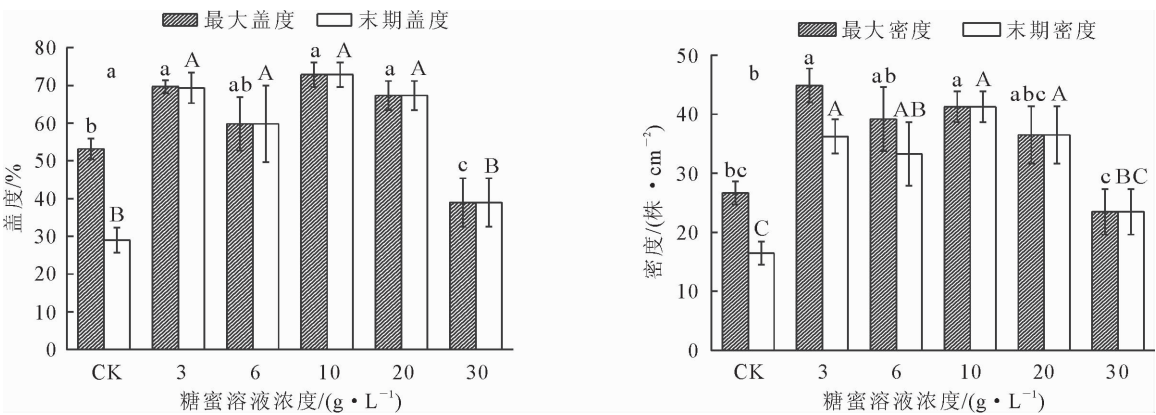 最大盖度 末期盖度
80
70
60
50
40
30
20
10
0
盖度/%
a
b B
a A
ab A
a A
a A
c B
CK 3 6 10 20 30
糖蜜溶液浓度/(g·L⁻¹)
最大密度 末期密度
50
40
30
20
10
0
密度/(株·cm⁻²)
b
bc C
a A
ab AB
a A
abc A
c BC
CK 3 6 10 20 30
糖蜜溶液浓度/(g·L⁻¹)